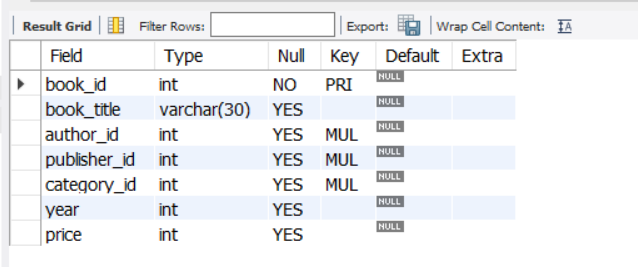 Result Grid Filter Rows: Export: Wrap Cell Content: IA
Field Type Null Key Default Extra
book_id int NO PRI NULL
book_title varchar(30) YES NULL
author_id int YES MUL NULL
publisher_id int YES MUL NULL
category_id int YES MUL NULL
year int YES NULL
price int YES NULL